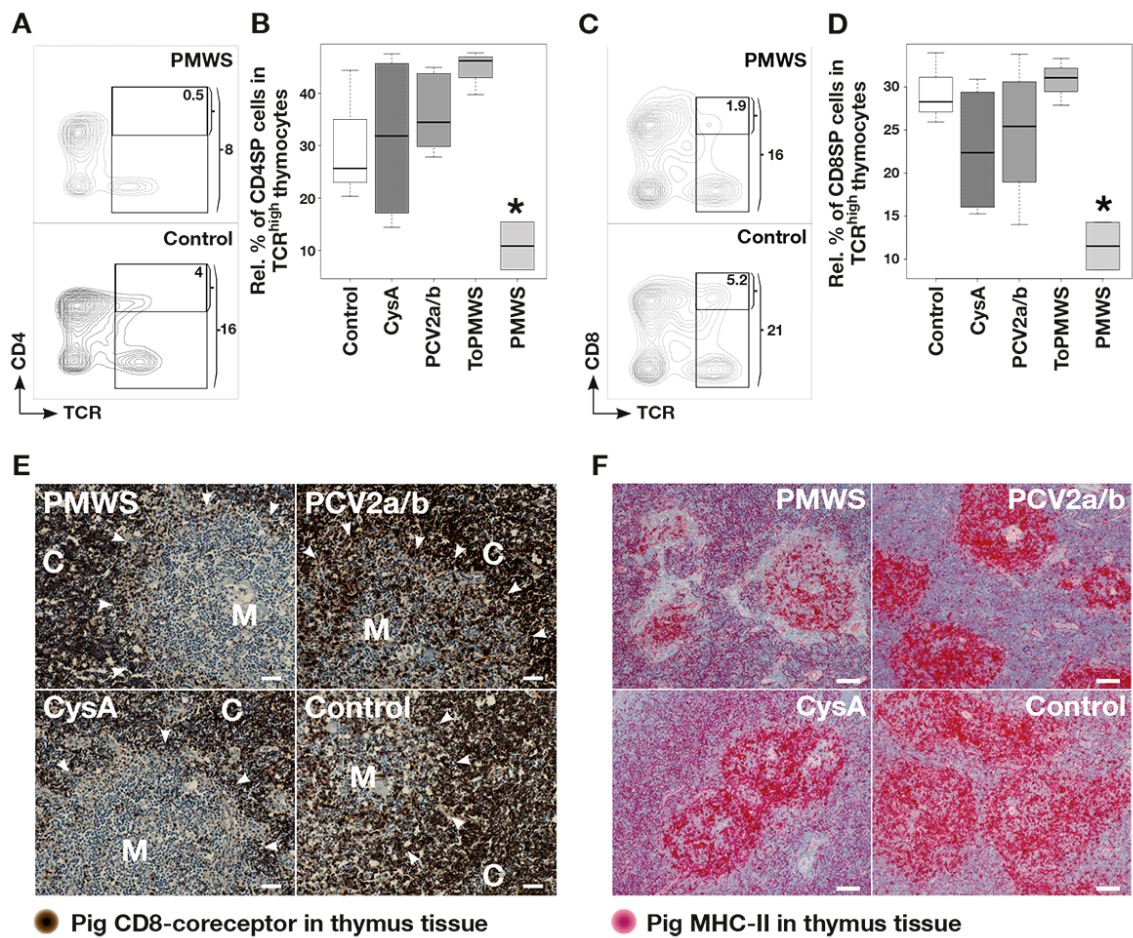 A
PMWS
0.5
8
Control
4
16
CD4
TCR
B
Rel. % of CD4SP cells in
TCRhigh thymocytes
40
30
20
10
*
Control
CysA
PCV2a/b
ToPMWS
PMWS
C
PMWS
1.9
16
Control
5.2
21
CD8
TCR
D
Rel. % of CD8SP cells in
TCRhigh thymocytes
30
25
20
15
10
*
Control
CysA
PCV2a/b
ToPMWS
PMWS
E
PMWS
C
M
PCV2a/b
C
M
CysA
C
M
Control
M
C
Pig CD8-coreceptor in thymus tissue
F
PMWS
PCV2a/b
CysA
Control
Pig MHC-II in thymus tissue